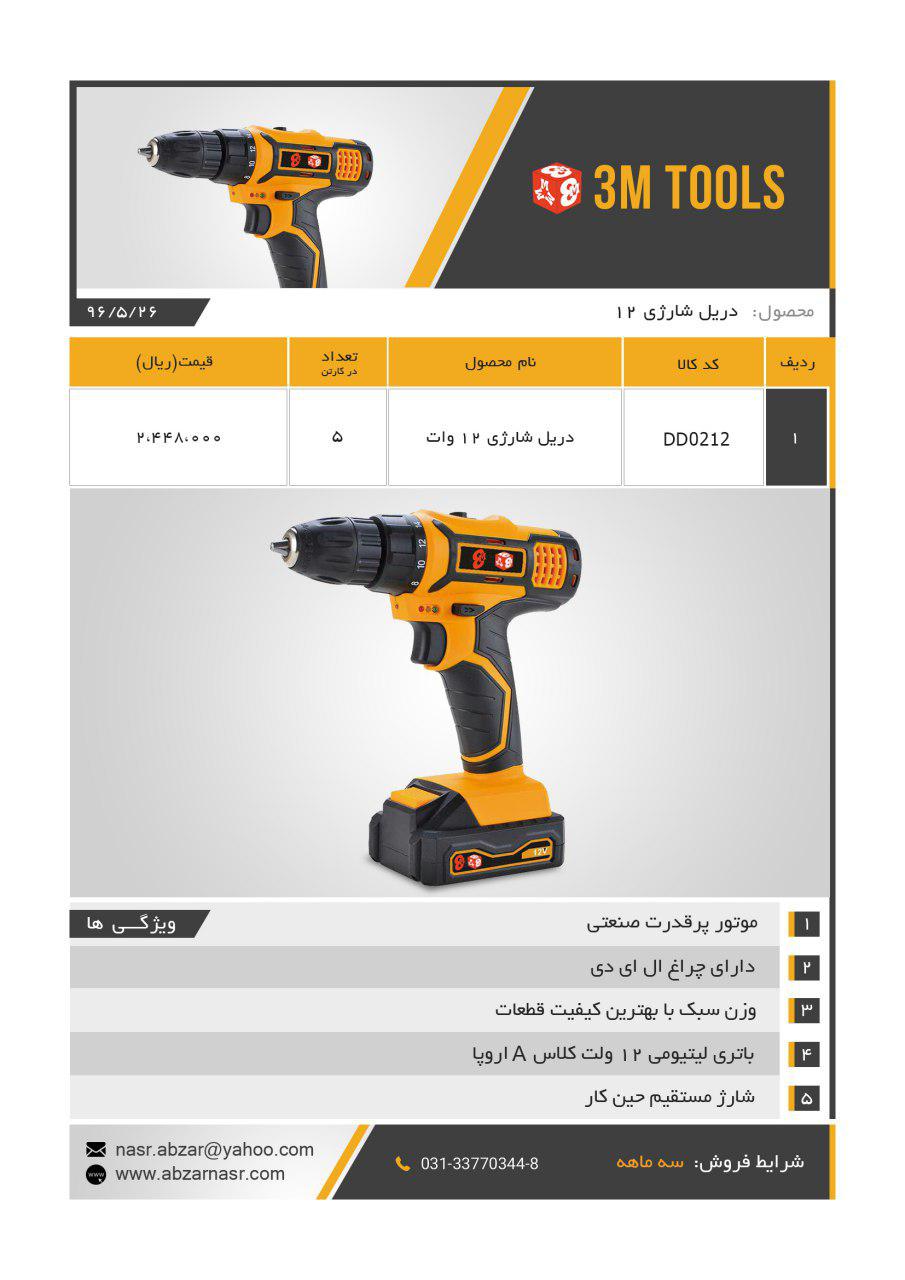 3M TOOLS
محصول: دریل شارژی ۱۲
۹۶/۵/۲۶
ردیف
کد کالا
نام محصول
تعداد
در کارتن
قیمت(ریال)
۱
DD0212
دریل شارژی ۱۲ وات
۵
۲،۴۴۸،۰۰۰
8
10
12
12V
ویژگـــی ها
۱ موتور پرقدرت صنعتی
۲ دارای چراغ ال ای دی
۳ وزن سبک با بهترین کیفیت قطعات
۴ باتری لیتیومی ۱۲ ولت کلاس A اروپا
۵ شارژ مستقیم حین کار
شرایط فروش: سه ماهه
031-33770344-8
nasr.abzar@yahoo.com
www.abzarnasr.com